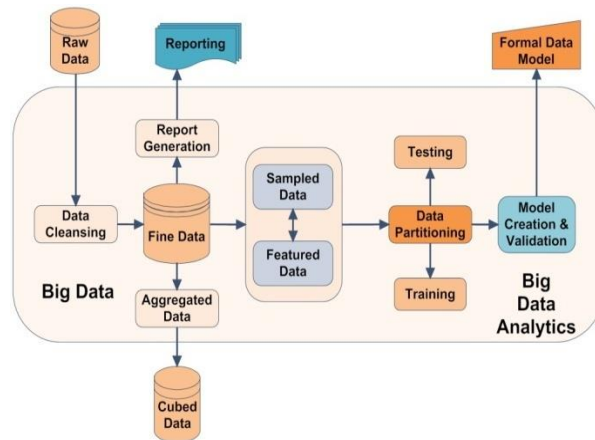 Raw
Data
Reporting
Formal Data
Model
Report
Generation
Testing
Sampled
Data
Data
Cleansing
Fine Data
Data
Partitioning
Model
Creation &
Validation
Featured
Data
Big Data
Aggregated
Data
Training
Big
Data
Analytics
Cubed
Data